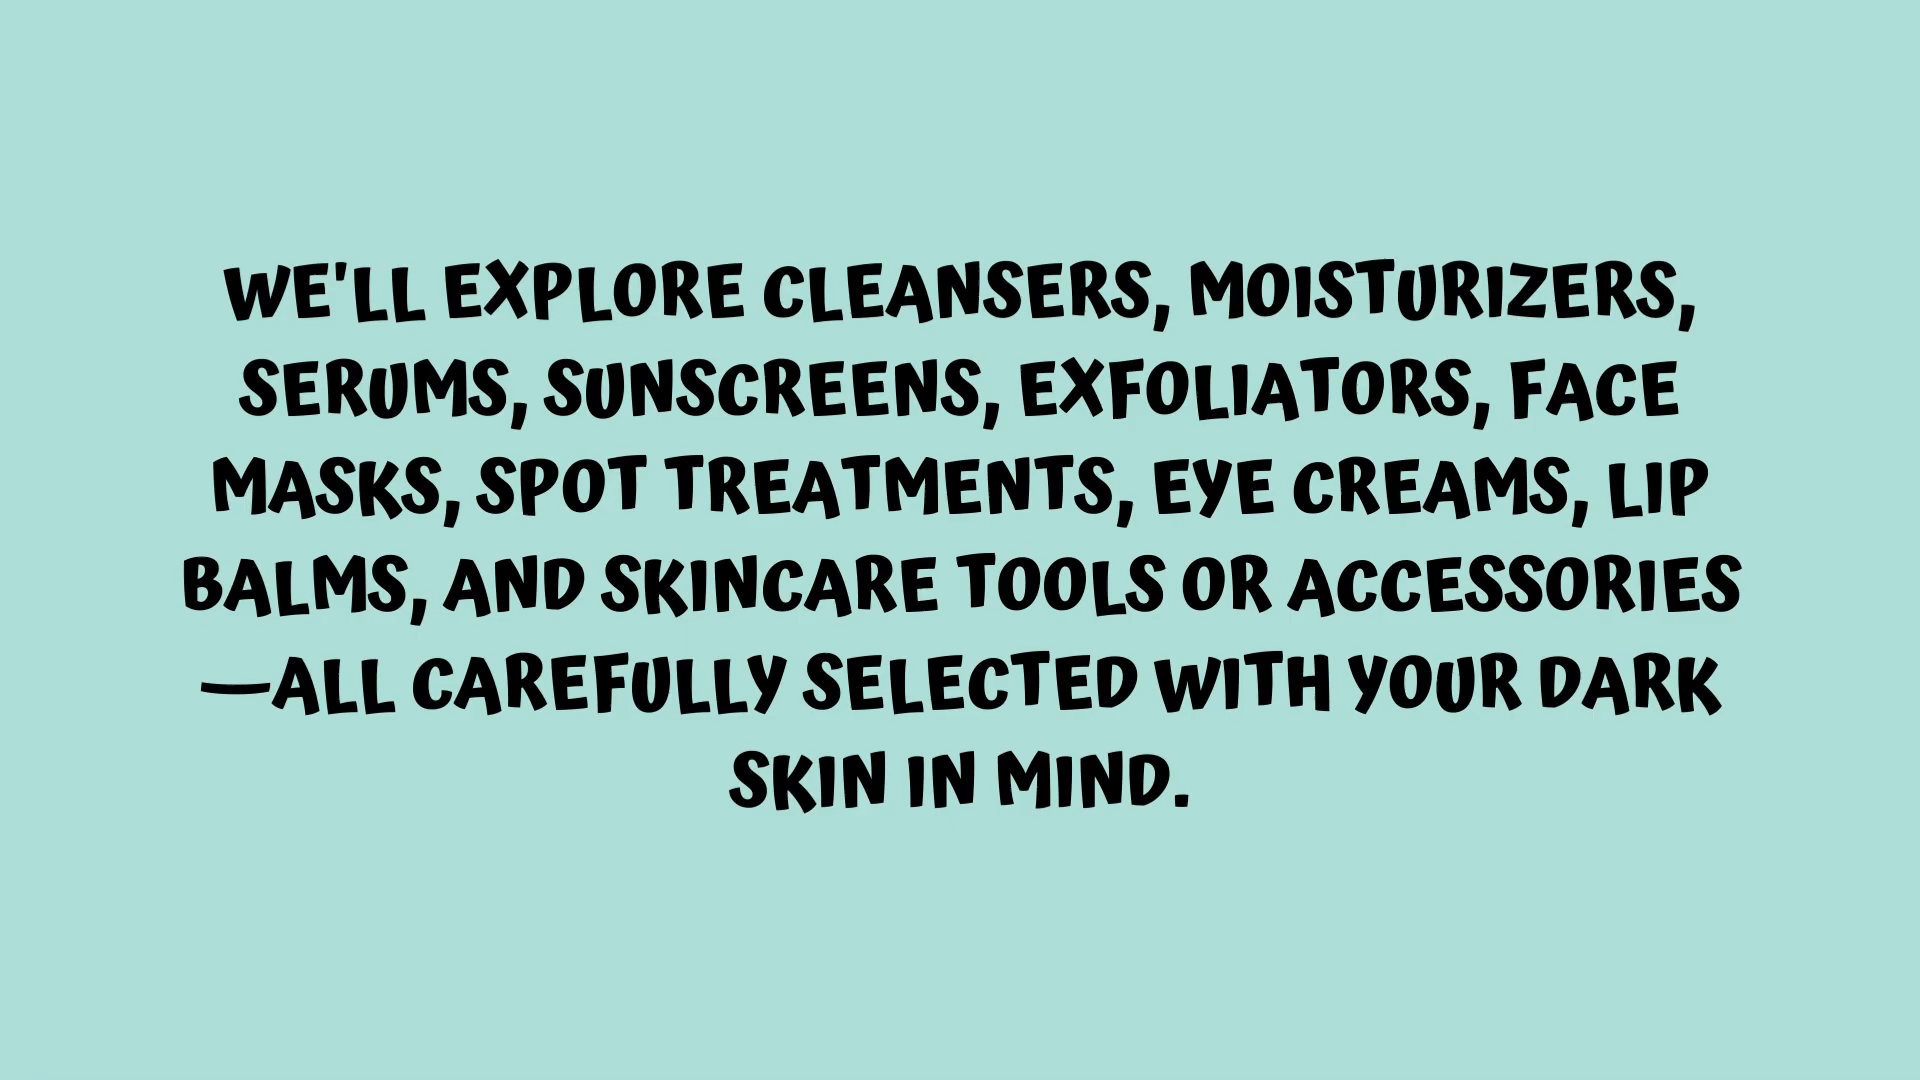 WE'LL EXPLORE CLEANSERS, MOISTURIZERS,
SERUMS, SUNSCREENS, EXFOLIATORS, FACE
MASKS, SPOT TREATMENTS, EYE CREAMS, LIP
BALMS, AND SKINCARE TOOLS OR ACCESSORIES
—ALL CAREFULLY SELECTED WITH YOUR DARK
SKIN IN MIND.